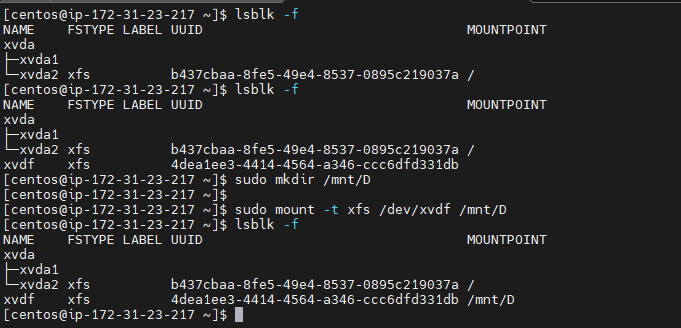 [centos@ip-172-31-23-217 ~]$ lsblk -f
NAME    FSTYPE LABEL UUID                                 MOUNTPOINT
xvda
├─xvda1
└─xvda2 xfs          b437cbaa-8fe5-49e4-8537-0895c219037a /
[centos@ip-172-31-23-217 ~]$ lsblk -f
NAME    FSTYPE LABEL UUID                                 MOUNTPOINT
xvda
├─xvda1
└─xvda2 xfs          b437cbaa-8fe5-49e4-8537-0895c219037a /
xvdf    xfs          4dea1ee3-4414-4564-a346-ccc6dfd331db
[centos@ip-172-31-23-217 ~]$ sudo mkdir /mnt/D
[centos@ip-172-31-23-217 ~]$
[centos@ip-172-31-23-217 ~]$ sudo mount -t xfs /dev/xvdf /mnt/D
[centos@ip-172-31-23-217 ~]$ lsblk -f
NAME    FSTYPE LABEL UUID                                 MOUNTPOINT
xvda
├─xvda1
└─xvda2 xfs          b437cbaa-8fe5-49e4-8537-0895c219037a /
xvdf    xfs          4dea1ee3-4414-4564-a346-ccc6dfd331db /mnt/D
[centos@ip-172-31-23-217 ~]$